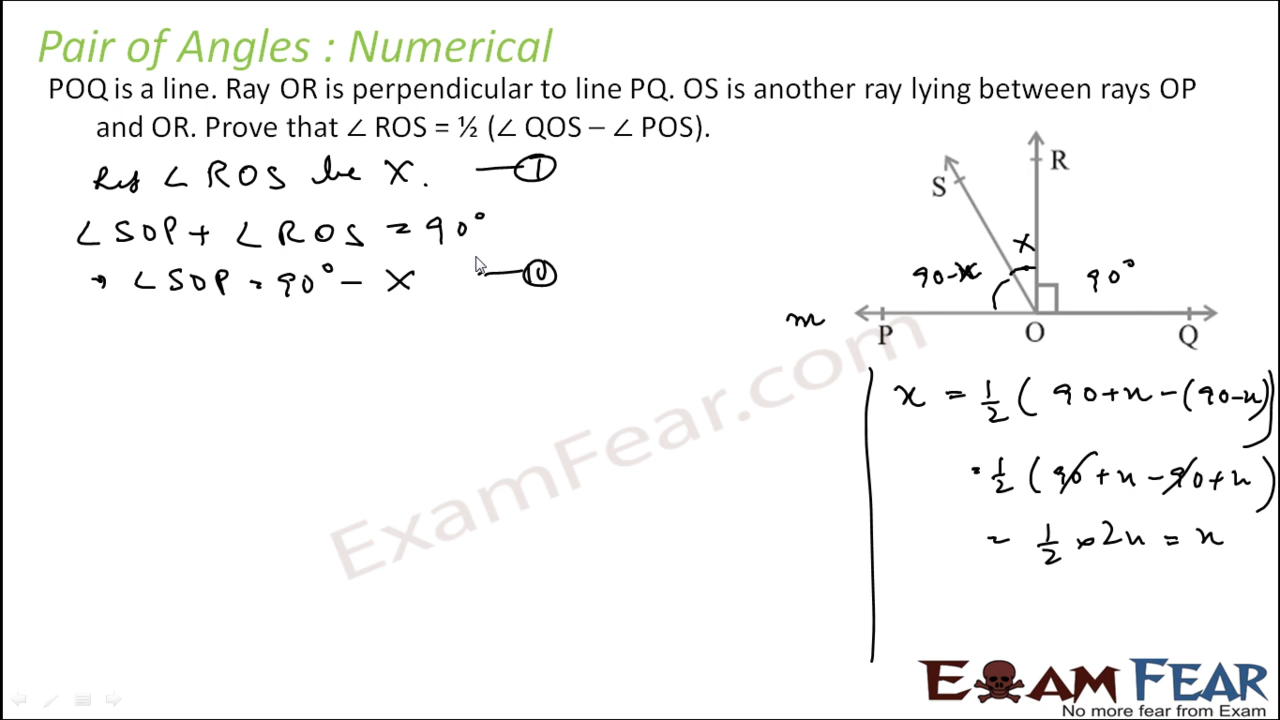 Pair of Angles : Numerical
POQ is a line. Ray OR is perpendicular to line PQ. OS is another ray lying between rays OP
and OR. Prove that ∠ ROS = ½ (∠ QOS – ∠ POS).
∠ ROS be x. —①
∠ SOP + ∠ ROS = 90°
→ ∠ SOP = 90° – x —②
R
S
x
90-x
90°
m
P
O
Q
x = 1/2 ( 90+x – (90-x))
= 1/2 ( 90 + x – 90 + x )
= 1/2 × 2x = x
ExamFear.com
EXAM FEAR
No more fear from Exam